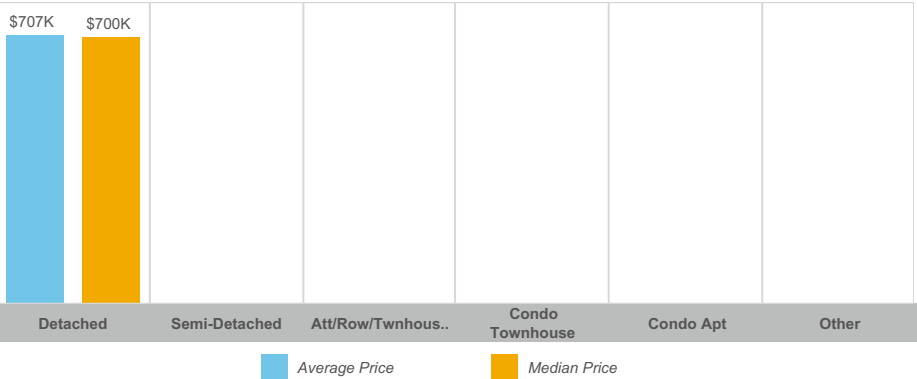 $707K
$700K
Detached
Semi-Detached
Att/Row/Twnhous..
Condo
Townhouse
Condo Apt
Other
Average Price
Median Price